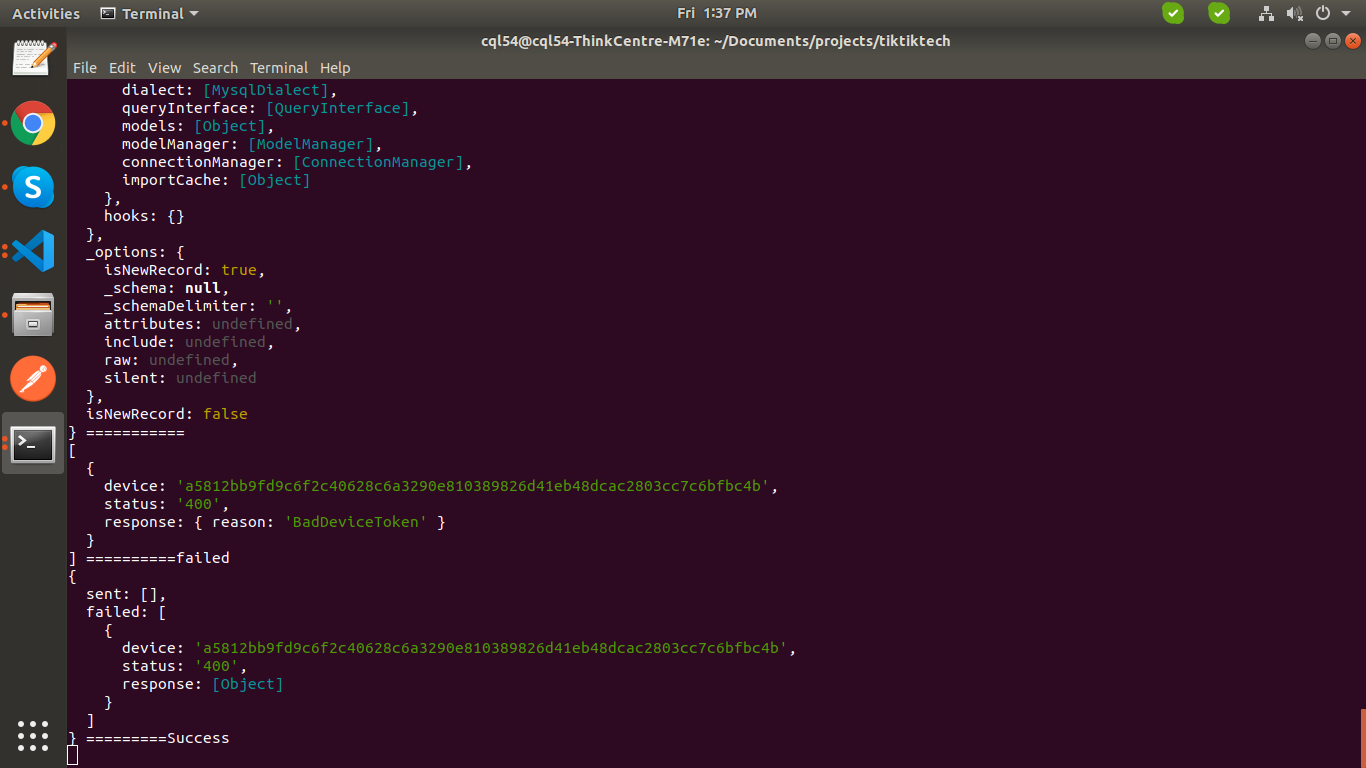 Activities
Terminal
Fri 1:37 PM
cql54@cql54-ThinkCentre-M71e: ~/Documents/projects/tiktiktech
File Edit View Search Terminal Help
dialect: [MysqlDialect],
queryInterface: [QueryInterface],
models: [Object],
modelManager: [ModelManager],
connectionManager: [ConnectionManager],
importCache: [Object]
},
hooks: {}
},
_options: {
isNewRecord: true,
_schema: null,
_schemaDelimiter: '',
attributes: undefined,
include: undefined,
raw: undefined,
silent: undefined
},
isNewRecord: false
} ===========
[
{
device: 'a5812bb9fd9c6f2c40628c6a3290e810389826d41eb48dcac2803cc7c6bfbc4b',
status: '400',
response: { reason: 'BadDeviceToken' }
}
] ==========failed
{
sent: [],
failed: [
{
device: 'a5812bb9fd9c6f2c40628c6a3290e810389826d41eb48dcac2803cc7c6bfbc4b',
status: '400',
response: [Object]
}
]
} =========Success